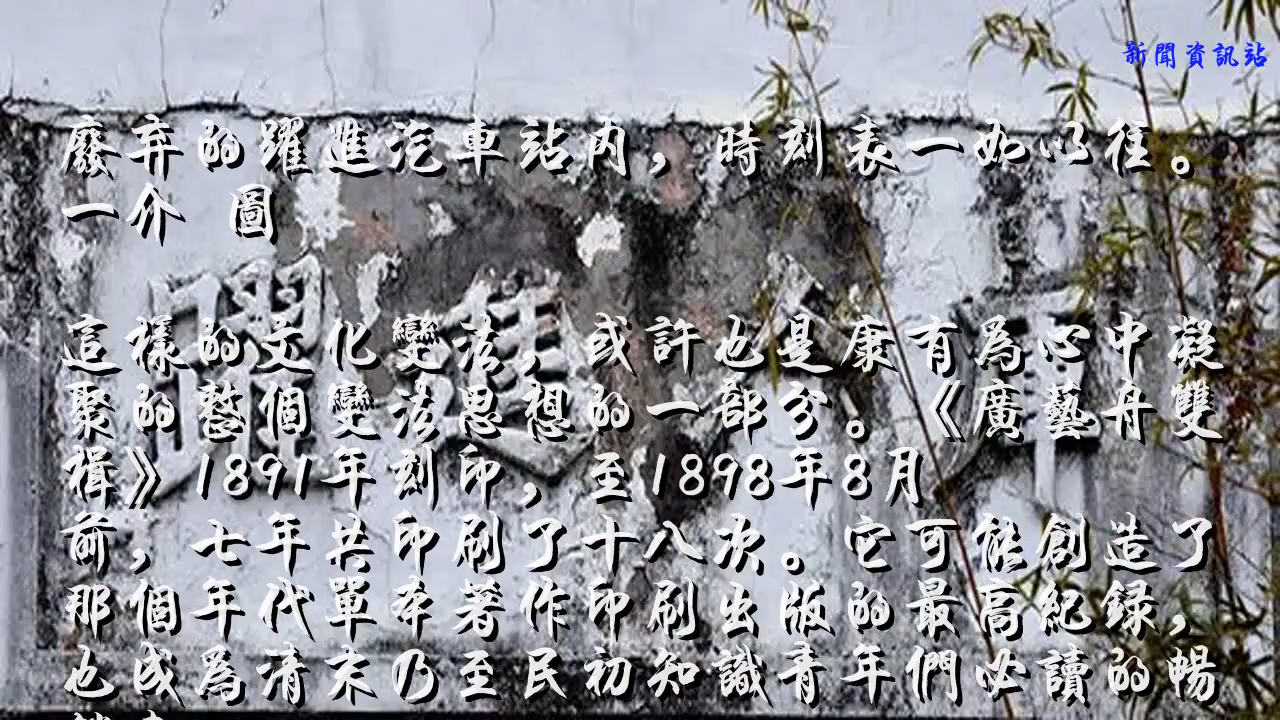 新聞資訊站
廢弃的躍進汽車站内，時刻表一如以往。
一介 圖
這樣的文化變法，或許也是康有為心中凝
聚的整個變法思想的一部分。《廣藝舟雙
楫》1891年刻印，至1898年8月
前，七年共印刷了十八次。它可能創造了
那個年代單本著作印刷出版的最高紀録，
也成為清末乃至民初知識青年們必讀的暢